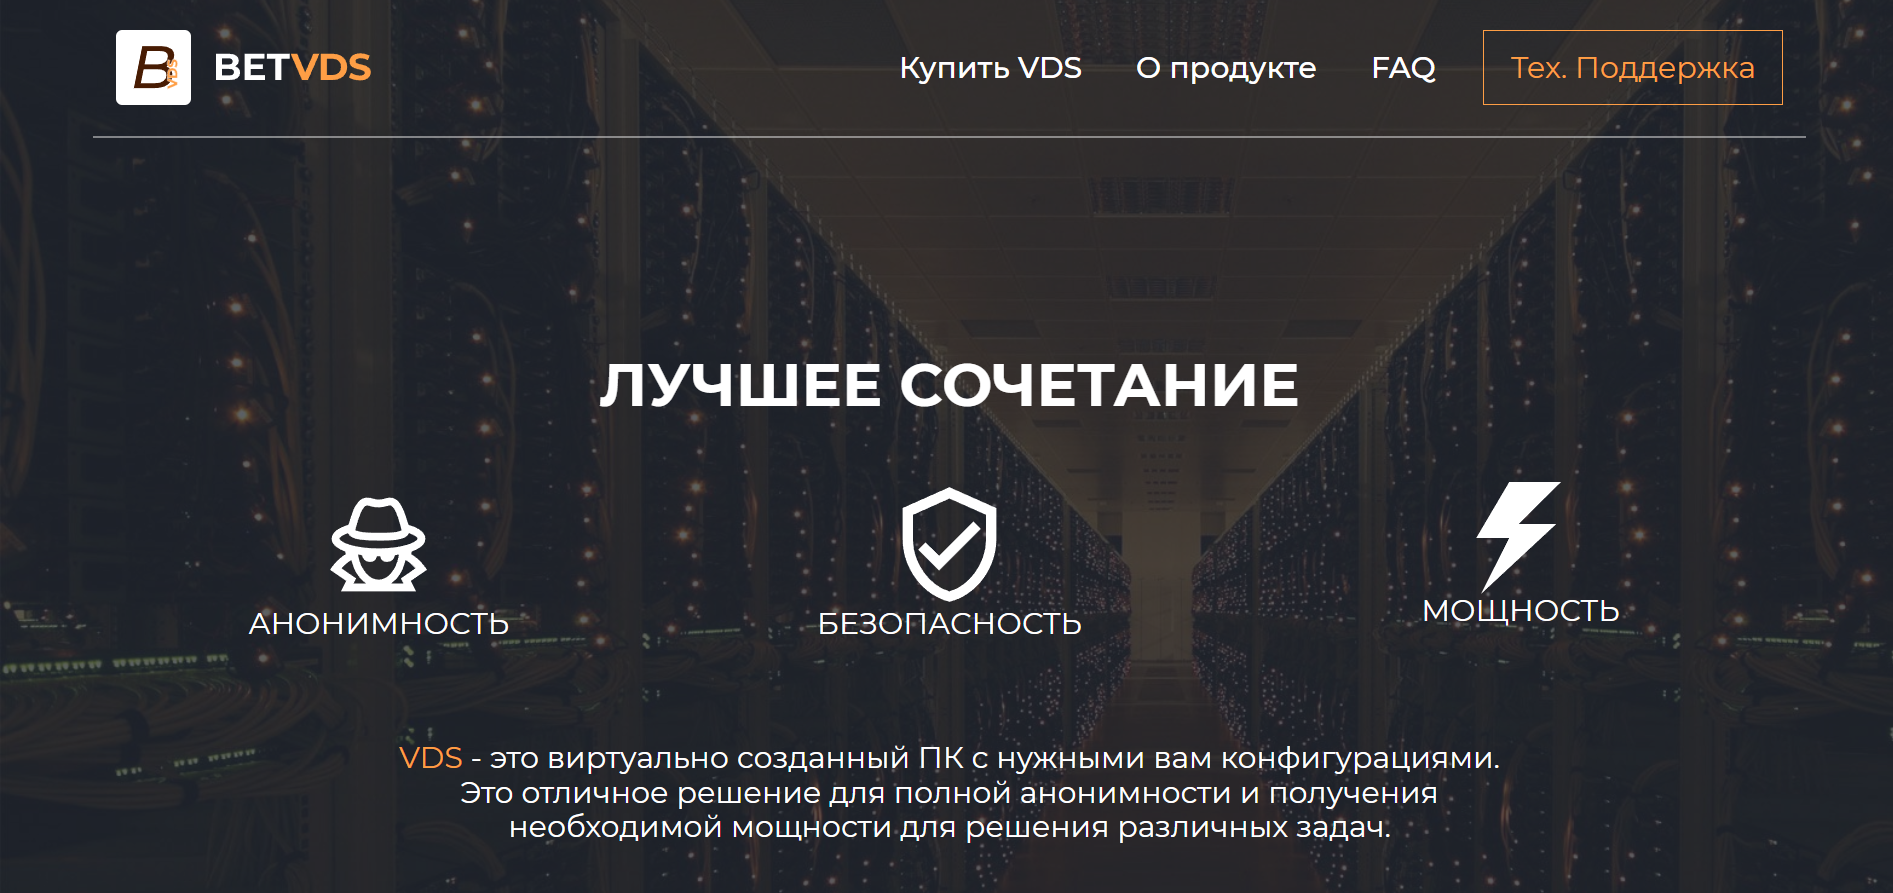 B VDS
BETVDS
Купить VDS
О продукте
FAQ
Тех. Поддержка
ЛУЧШЕЕ СОЧЕТАНИЕ
АНОНИМНОСТЬ
БЕЗОПАСНОСТЬ
МОЩНОСТЬ
VDS - это виртуально созданный ПК с нужными вам конфигурациями.
Это отличное решение для полной анонимности и получения
необходимой мощности для решения различных задач.